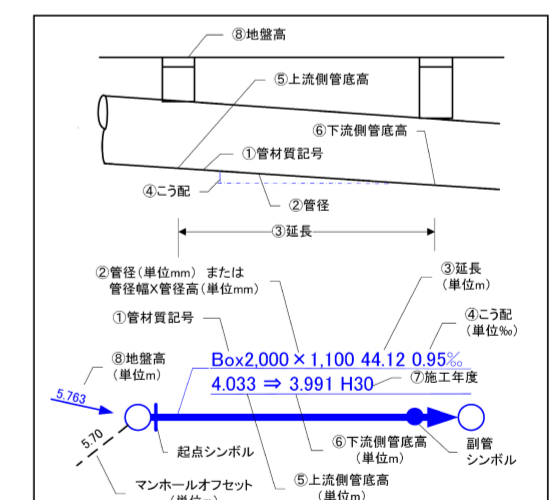 ⑧地盤高
⑤上流側管底高
⑥下流側管底高
①管材質記号
④こう配
②管径
③延長
②管径(単位mm) または
管径幅X管径高(単位mm)
③延長
(単位m)
①管材質記号
④こう配
(単位‰)
⑧地盤高
(単位m)
Box2,000×1,100 44.12 0.95‰
4.033 ⇒ 3.991 H30
⑦施工年度
5.763
5.70
起点シンボル
⑥下流側管底高
(単位m)
副管
シンボル
マンホールオフセット
(単位m)
⑤上流側管底高
(単位m)